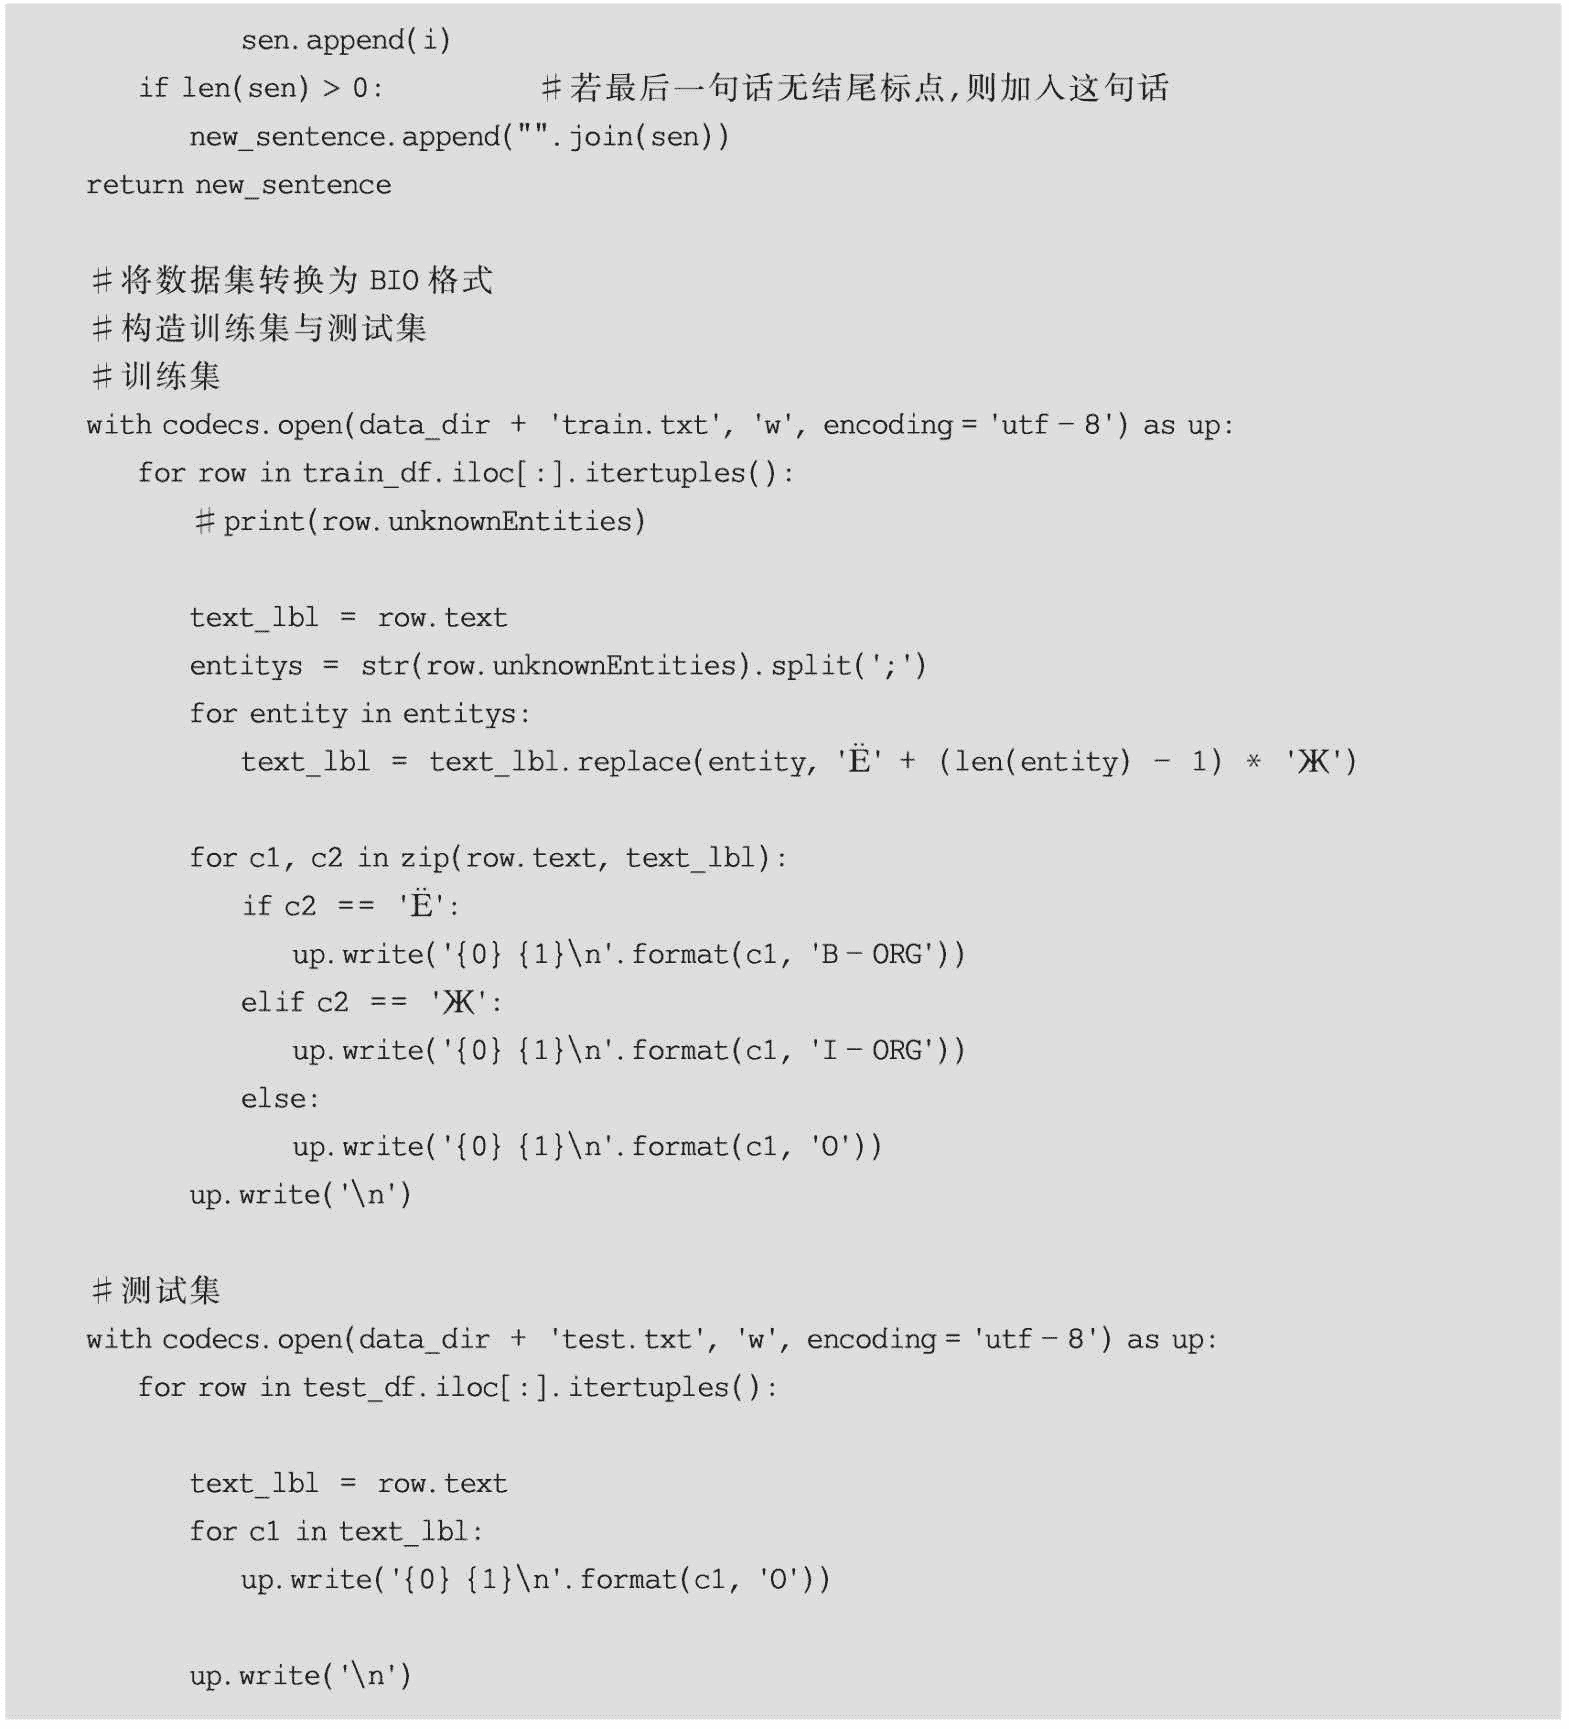 sen.append(i)
if len(sen) > 0: #若最后一句话无结尾标点,则加入这句话
new_sentence.append("".join(sen))
return new_sentence
#将数据集转换为 BIO 格式
#构造训练集与测试集
#训练集
with codecs.open(data_dir + 'train.txt', 'w', encoding = 'utf-8') as up:
for row in train_df.iloc[:].itertuples():
#print(row.unknownEntities)
text_lbl = row.text
entitys = str(row.unknownEntities).split(';')
for entity in entitys:
text_lbl = text_lbl.replace(entity, 'Ё' + (len(entity) - 1) * 'Ж')
for c1, c2 in zip(row.text, text_lbl):
if c2 == 'Ё':
up.write('{0} {1}\n'.format(c1, 'B-ORG'))
elif c2 == 'Ж':
up.write('{0} {1}\n'.format(c1, 'I-ORG'))
else:
up.write('{0} {1}\n'.format(c1, 'O'))
up.write('\n')
#测试集
with codecs.open(data_dir + 'test.txt', 'w', encoding = 'utf-8') as up:
for row in test_df.iloc[:].itertuples():
text_lbl = row.text
for c1 in text_lbl:
up.write('{0} {1}\n'.format(c1, 'O'))
up.write('\n')